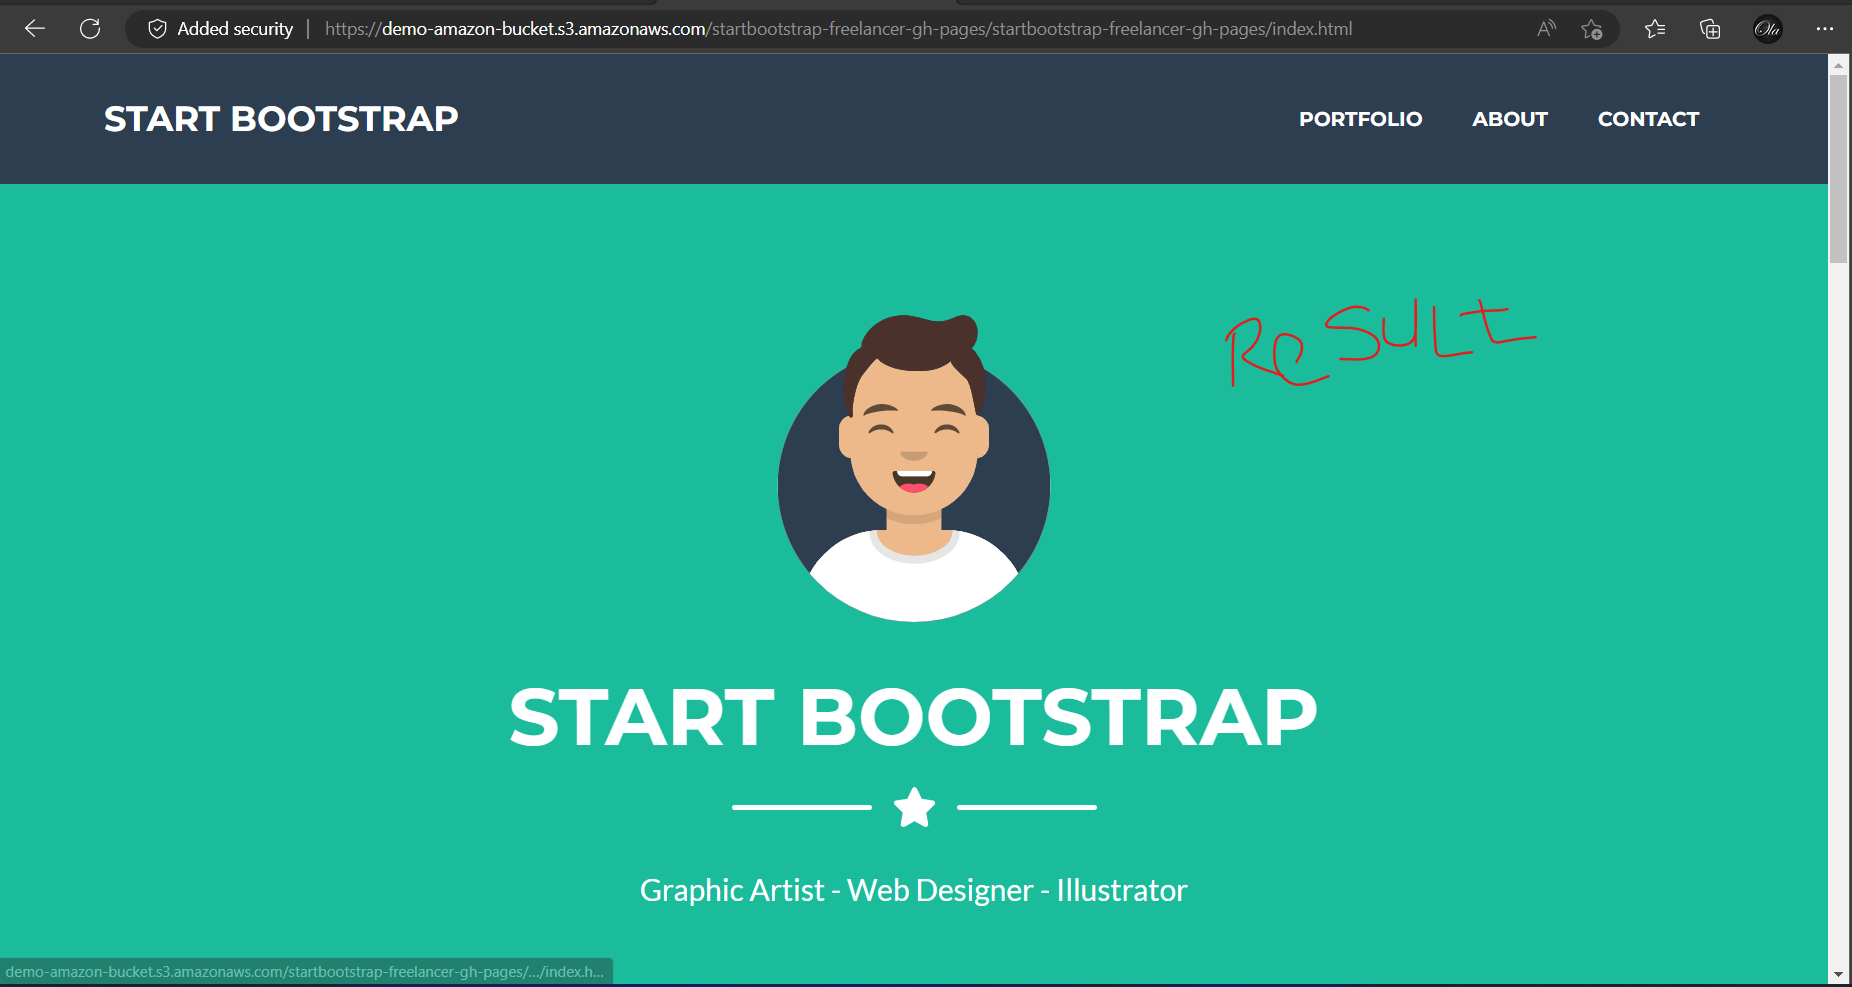 Added security | https://demo-amazon-bucket.s3.amazonaws.com/startbootstrap-freelancer-gh-pages/startbootstrap-freelancer-gh-pages/index.html A Ola
START BOOTSTRAP PORTFOLIO ABOUT CONTACT
ReSULt
START BOOTSTRAP
Graphic Artist - Web Designer - Illustrator
demo-amazon-bucket.s3.amazonaws.com/startbootstrap-freelancer-gh-pages/.../index.h...